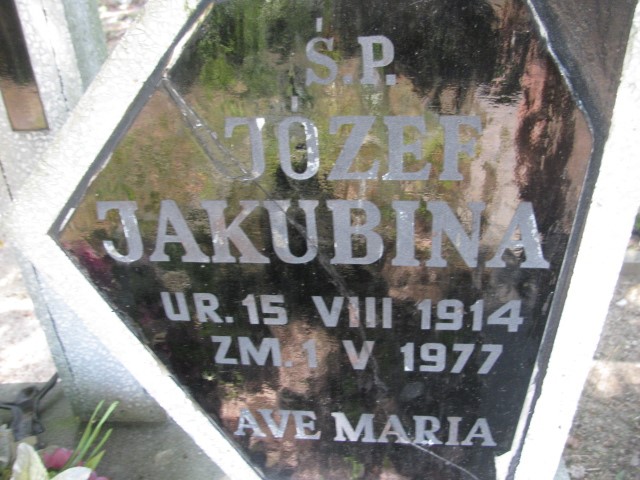 Ś.P.
JÓZEF
JAKUBINA
UR. 15 VIII 1914
ZM. 1 V 1977
AVE MARIA